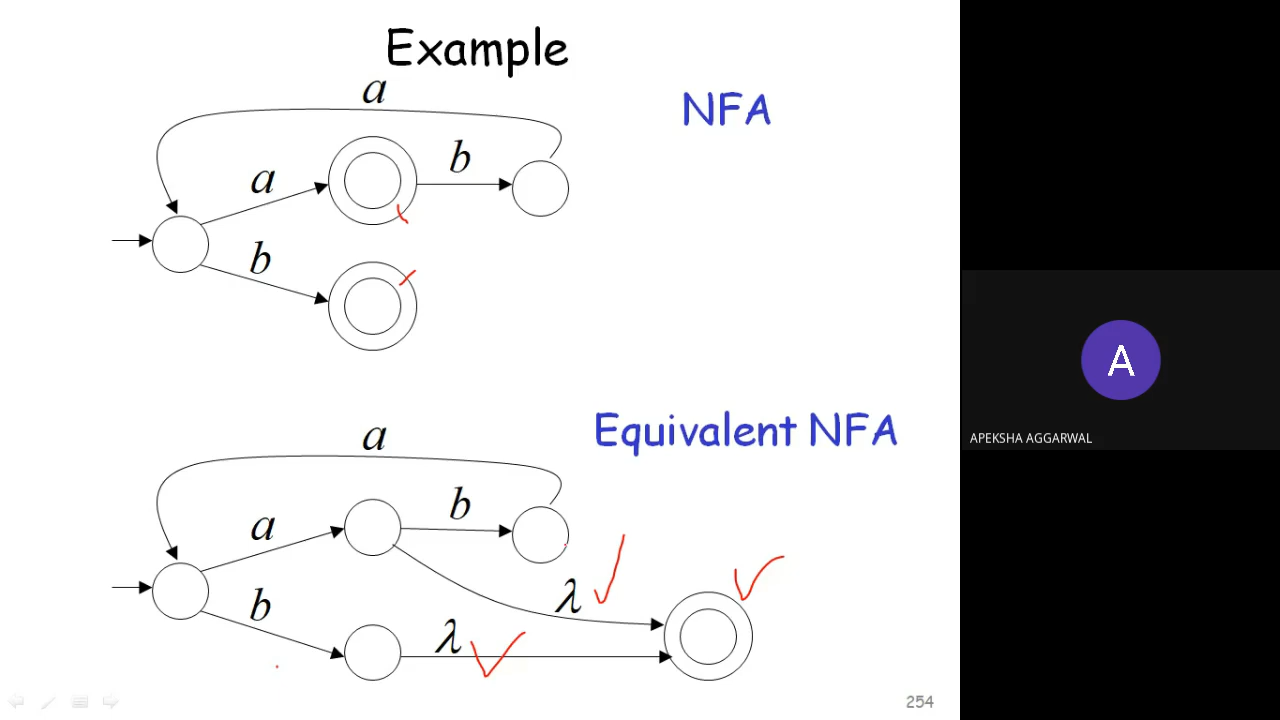 Example
NFA
a
a
b
b
Equivalent NFA
a
a
b
b
λ
λ
254
A
APEKSHA AGGARWAL